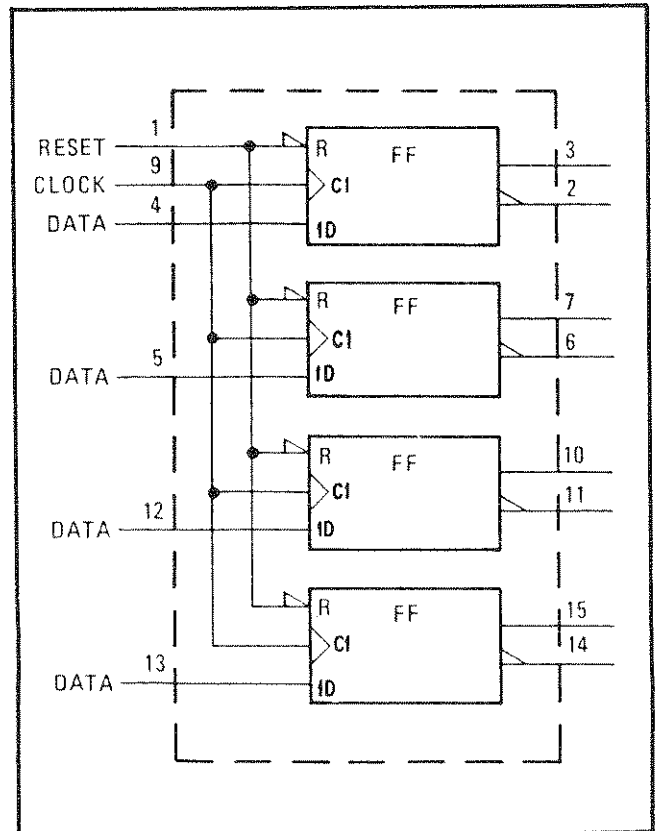 1
RESET
R
FF
3
9
CLOCK
C1
2
4
DATA
1D
R
FF
7
C1
6
5
DATA
1D
R
FF
10
C1
11
12
DATA
1D
R
FF
15
C1
14
13
DATA
1D